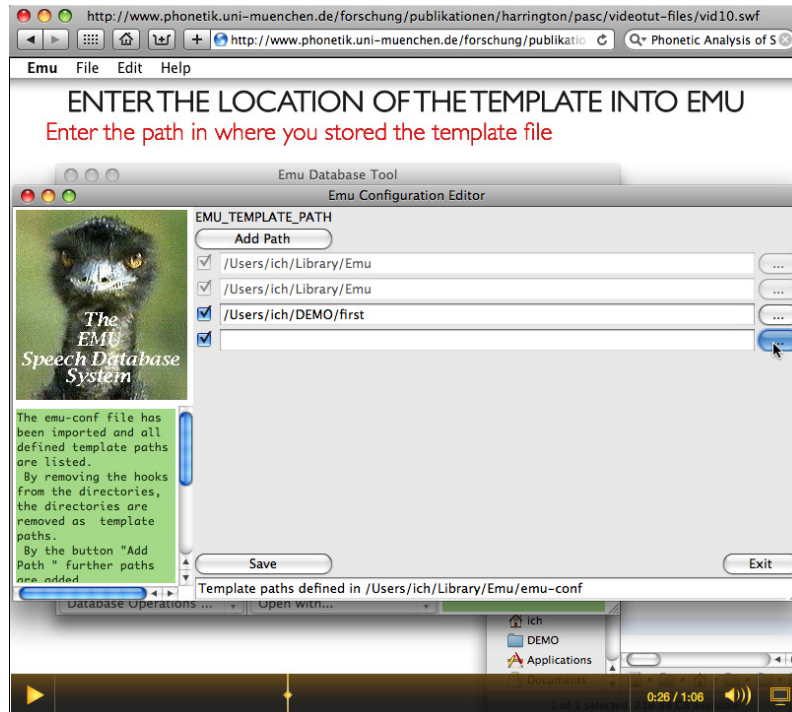 http://www.phonetik.uni-muenchen.de/forschung/publikationen/harrington/pasc/videotut-files/vid10.swf
http://www.phonetik.uni-muenchen.de/forschung/publikatio
Phonetic Analysis of S
Emu File Edit Help
ENTER THE LOCATION OF THE TEMPLATE INTO EMU
Enter the path in where you stored the template file
Emu Database Tool
Emu Configuration Editor
EMU_TEMPLATE_PATH
Add Path
/Users/ich/Library/Emu
...
/Users/ich/Library/Emu
...
/Users/ich/DEMO/first
...
...
The
EMU
Speech Database
System
The emu-conf file has
been imported and all
defined template paths
are listed.
By removing the hooks
from the directories,
the directories are
removed as template
paths.
By the button "Add
Path " further paths
are added
Save
Exit
Template paths defined in /Users/ich/Library/Emu/emu-conf
Database Operations ...
Open with...
ich
DEMO
Applications
Documents
1 of 1 selected
0:26 / 1:06